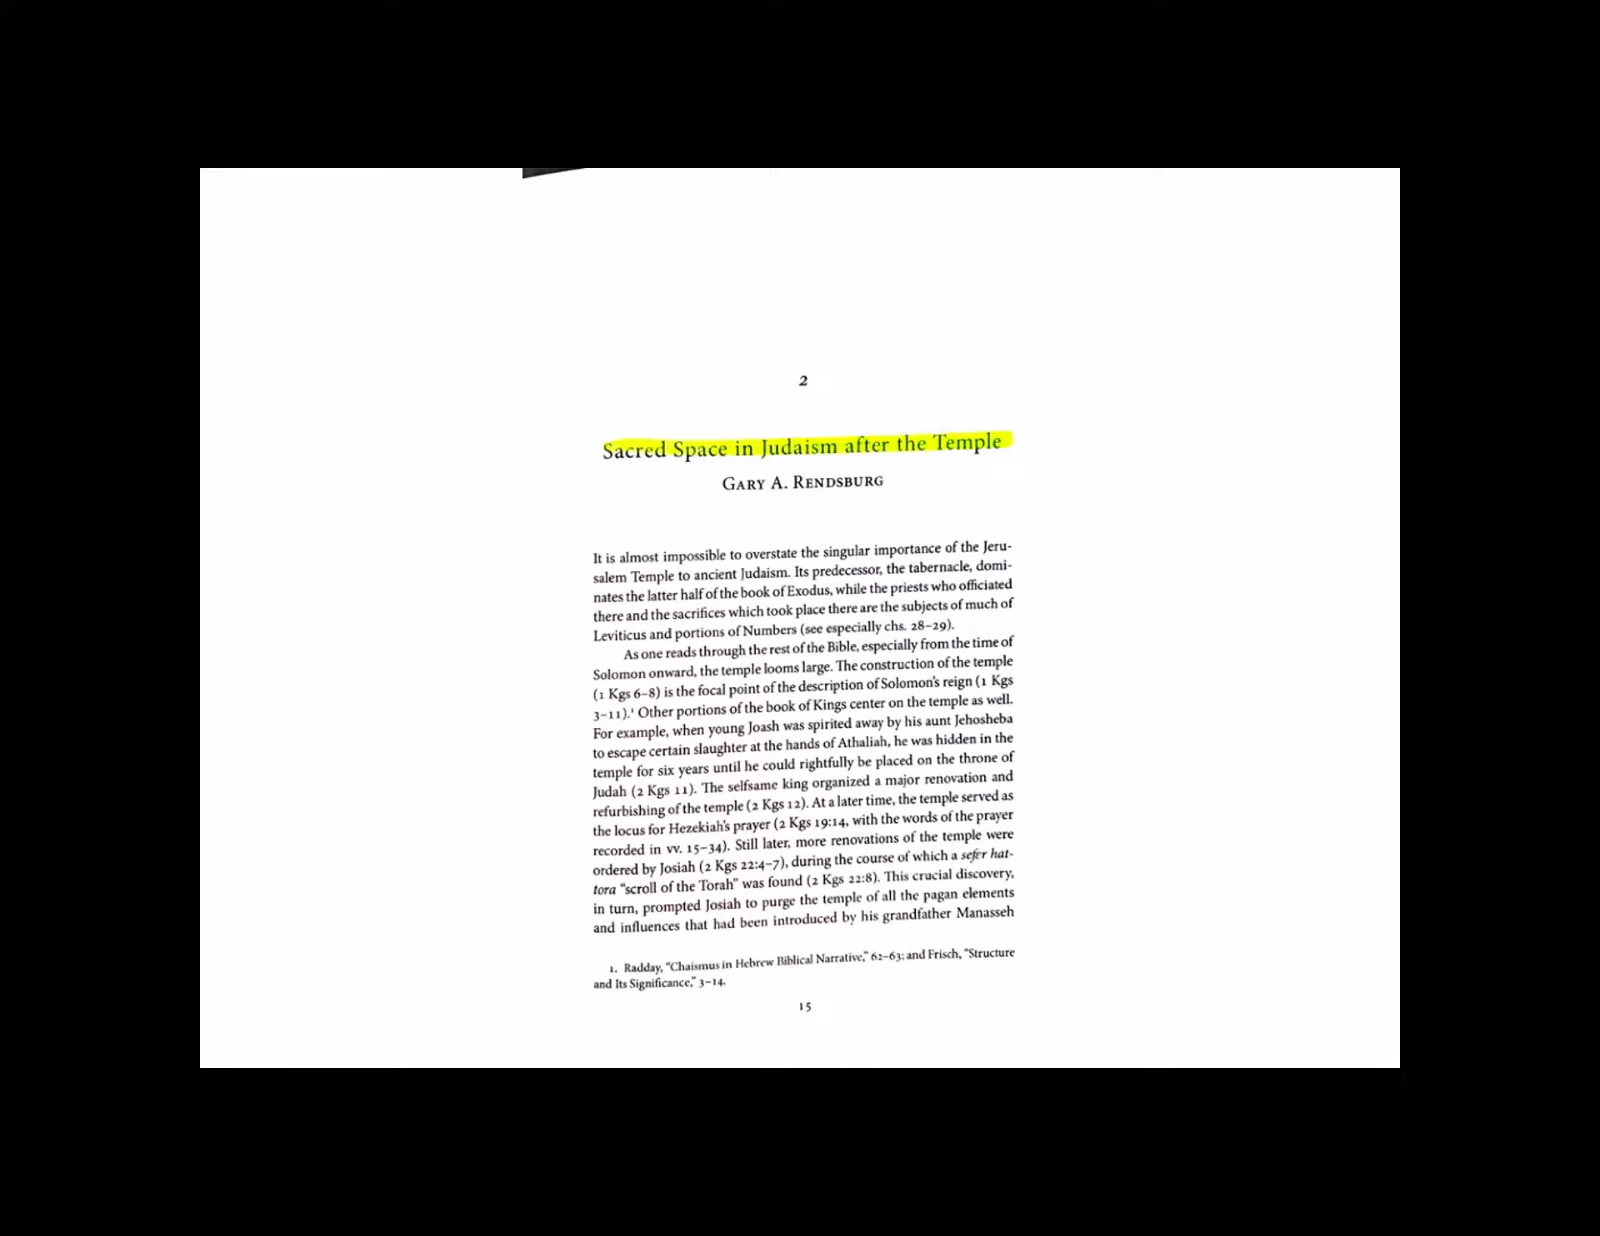 2
Sacred Space in Judaism after the Temple
Gary A. Rendsburg
It is almost impossible to overstate the singular importance of the Jeru-
salem Temple to ancient Judaism. Its predecessor, the tabernacle, domi-
nates the latter half of the book of Exodus, while the priests who officiated
there and the sacrifices which took place there are the subjects of much of
Leviticus and portions of Numbers (see especially chs. 28–29).
As one reads through the rest of the Bible, especially from the time of
Solomon onward, the temple looms large. The construction of the temple
(1 Kgs 6–8) is the focal point of the description of Solomon's reign (1 Kgs
3–11).¹ Other portions of the book of Kings center on the temple as well.
For example, when young Joash was spirited away by his aunt Jehosheba
to escape certain slaughter at the hands of Athaliah, he was hidden in the
temple for six years until he could rightfully be placed on the throne of
Judah (2 Kgs 11). The selfsame king organized a major renovation and
refurbishing of the temple (2 Kgs 12). At a later time, the temple served as
the locus for Hezekiah's prayer (2 Kgs 19:14, with the words of the prayer
recorded in vv. 15–34). Still later, more renovations of the temple were
ordered by Josiah (2 Kgs 22:4–7), during the course of which a sefer hat-
tora “scroll of the Torah” was found (2 Kgs 22:8). This crucial discovery,
in turn, prompted Josiah to purge the temple of all the pagan elements
and influences that had been introduced by his grandfather Manasseh
1. Radday, “Chaismus in Hebrew Biblical Narrative,” 62–63; and Frisch, “Structure
and Its Significance,” 3–14.
15